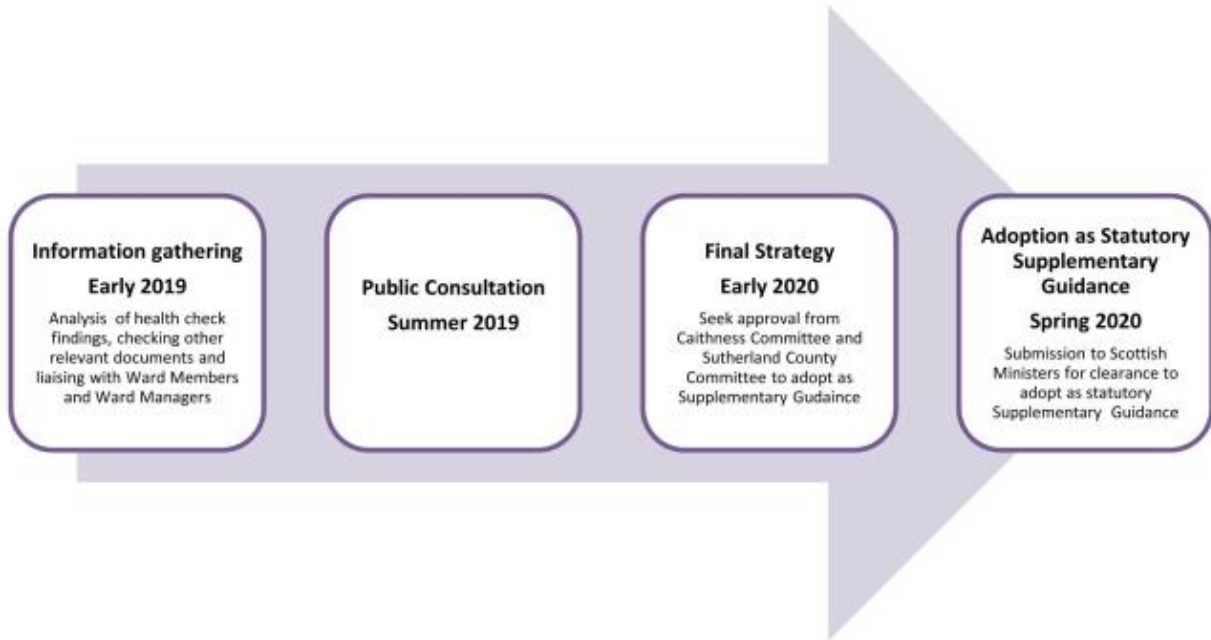 Information gathering
Early 2019
Analysis of health check
findings, checking other
relevant documents and
liaising with Ward Members
and Ward Managers
Public Consultation
Summer 2019
Final Strategy
Early 2020
Seek approval from
Caithness Committee and
Sutherland County
Committee to adopt as
Supplementary Gudaince
Adoption as Statutory
Supplementary
Guidance
Spring 2020
Submission to Scottish
Ministers for clearance to
adopt as statutory
Supplementary Guidance